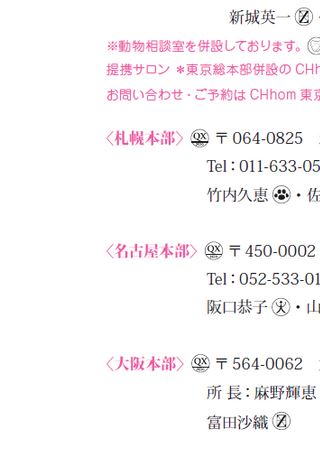 新城英一 Ⓩ・
※動物相談室を併設しております。
提携サロン ＊東京総本部併設の CHh
お問い合わせ・ご予約は CHhom 東京
〈札幌本部〉 QX 〒064-0825
Tel：011-633-05
竹内久恵 ・佐
〈名古屋本部〉 QX 〒450-0002
Tel：052-533-01
阪口恭子 ・山
〈大阪本部〉 QX 〒564-0062
所 長：麻野輝恵
富田沙織 Ⓩ